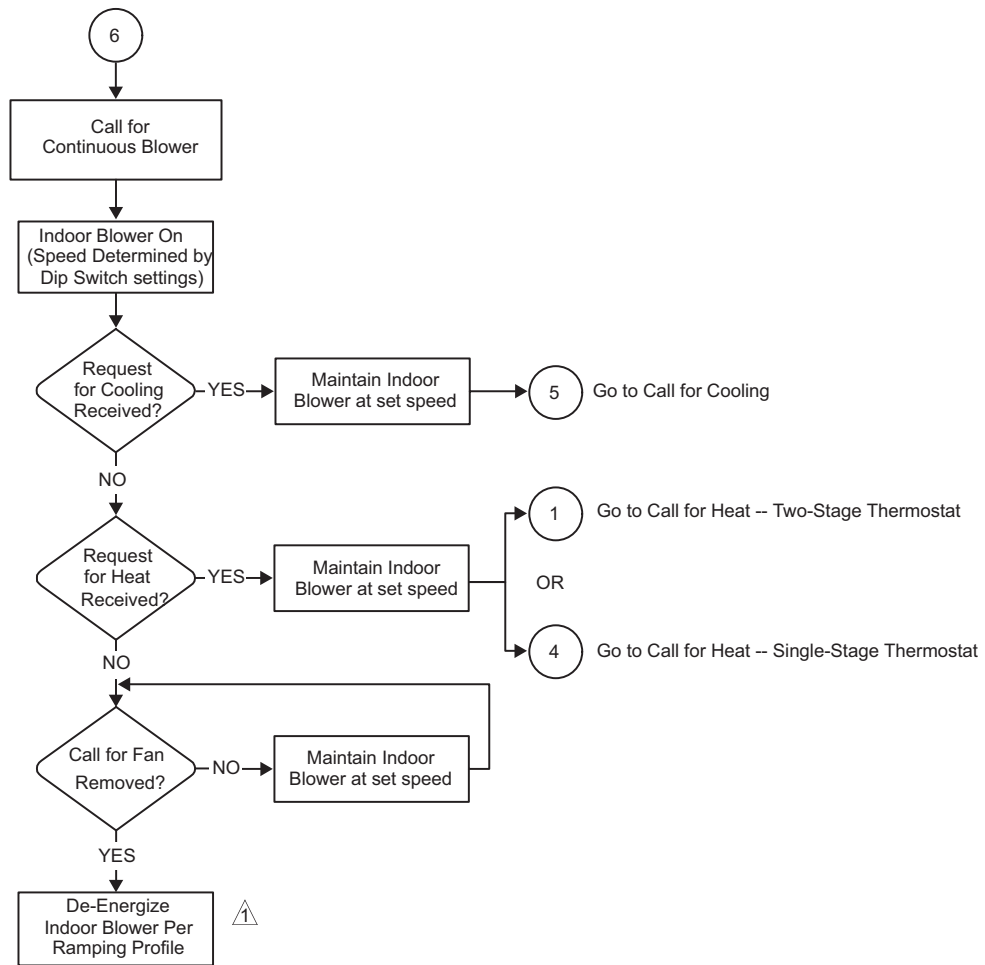 6
Call for
Continuous Blower
Indoor Blower On
(Speed Determined by
Dip Switch settings)
Request
for Cooling
Received?
YES
Maintain Indoor
Blower at set speed
5
Go to Call for Cooling
NO
Request
for Heat
Received?
YES
Maintain Indoor
Blower at set speed
1
Go to Call for Heat -- Two-Stage Thermostat
OR
4
Go to Call for Heat -- Single-Stage Thermostat
NO
Call for Fan
Removed?
NO
Maintain Indoor
Blower at set speed
YES
De-Energize
Indoor Blower Per
Ramping Profile
1